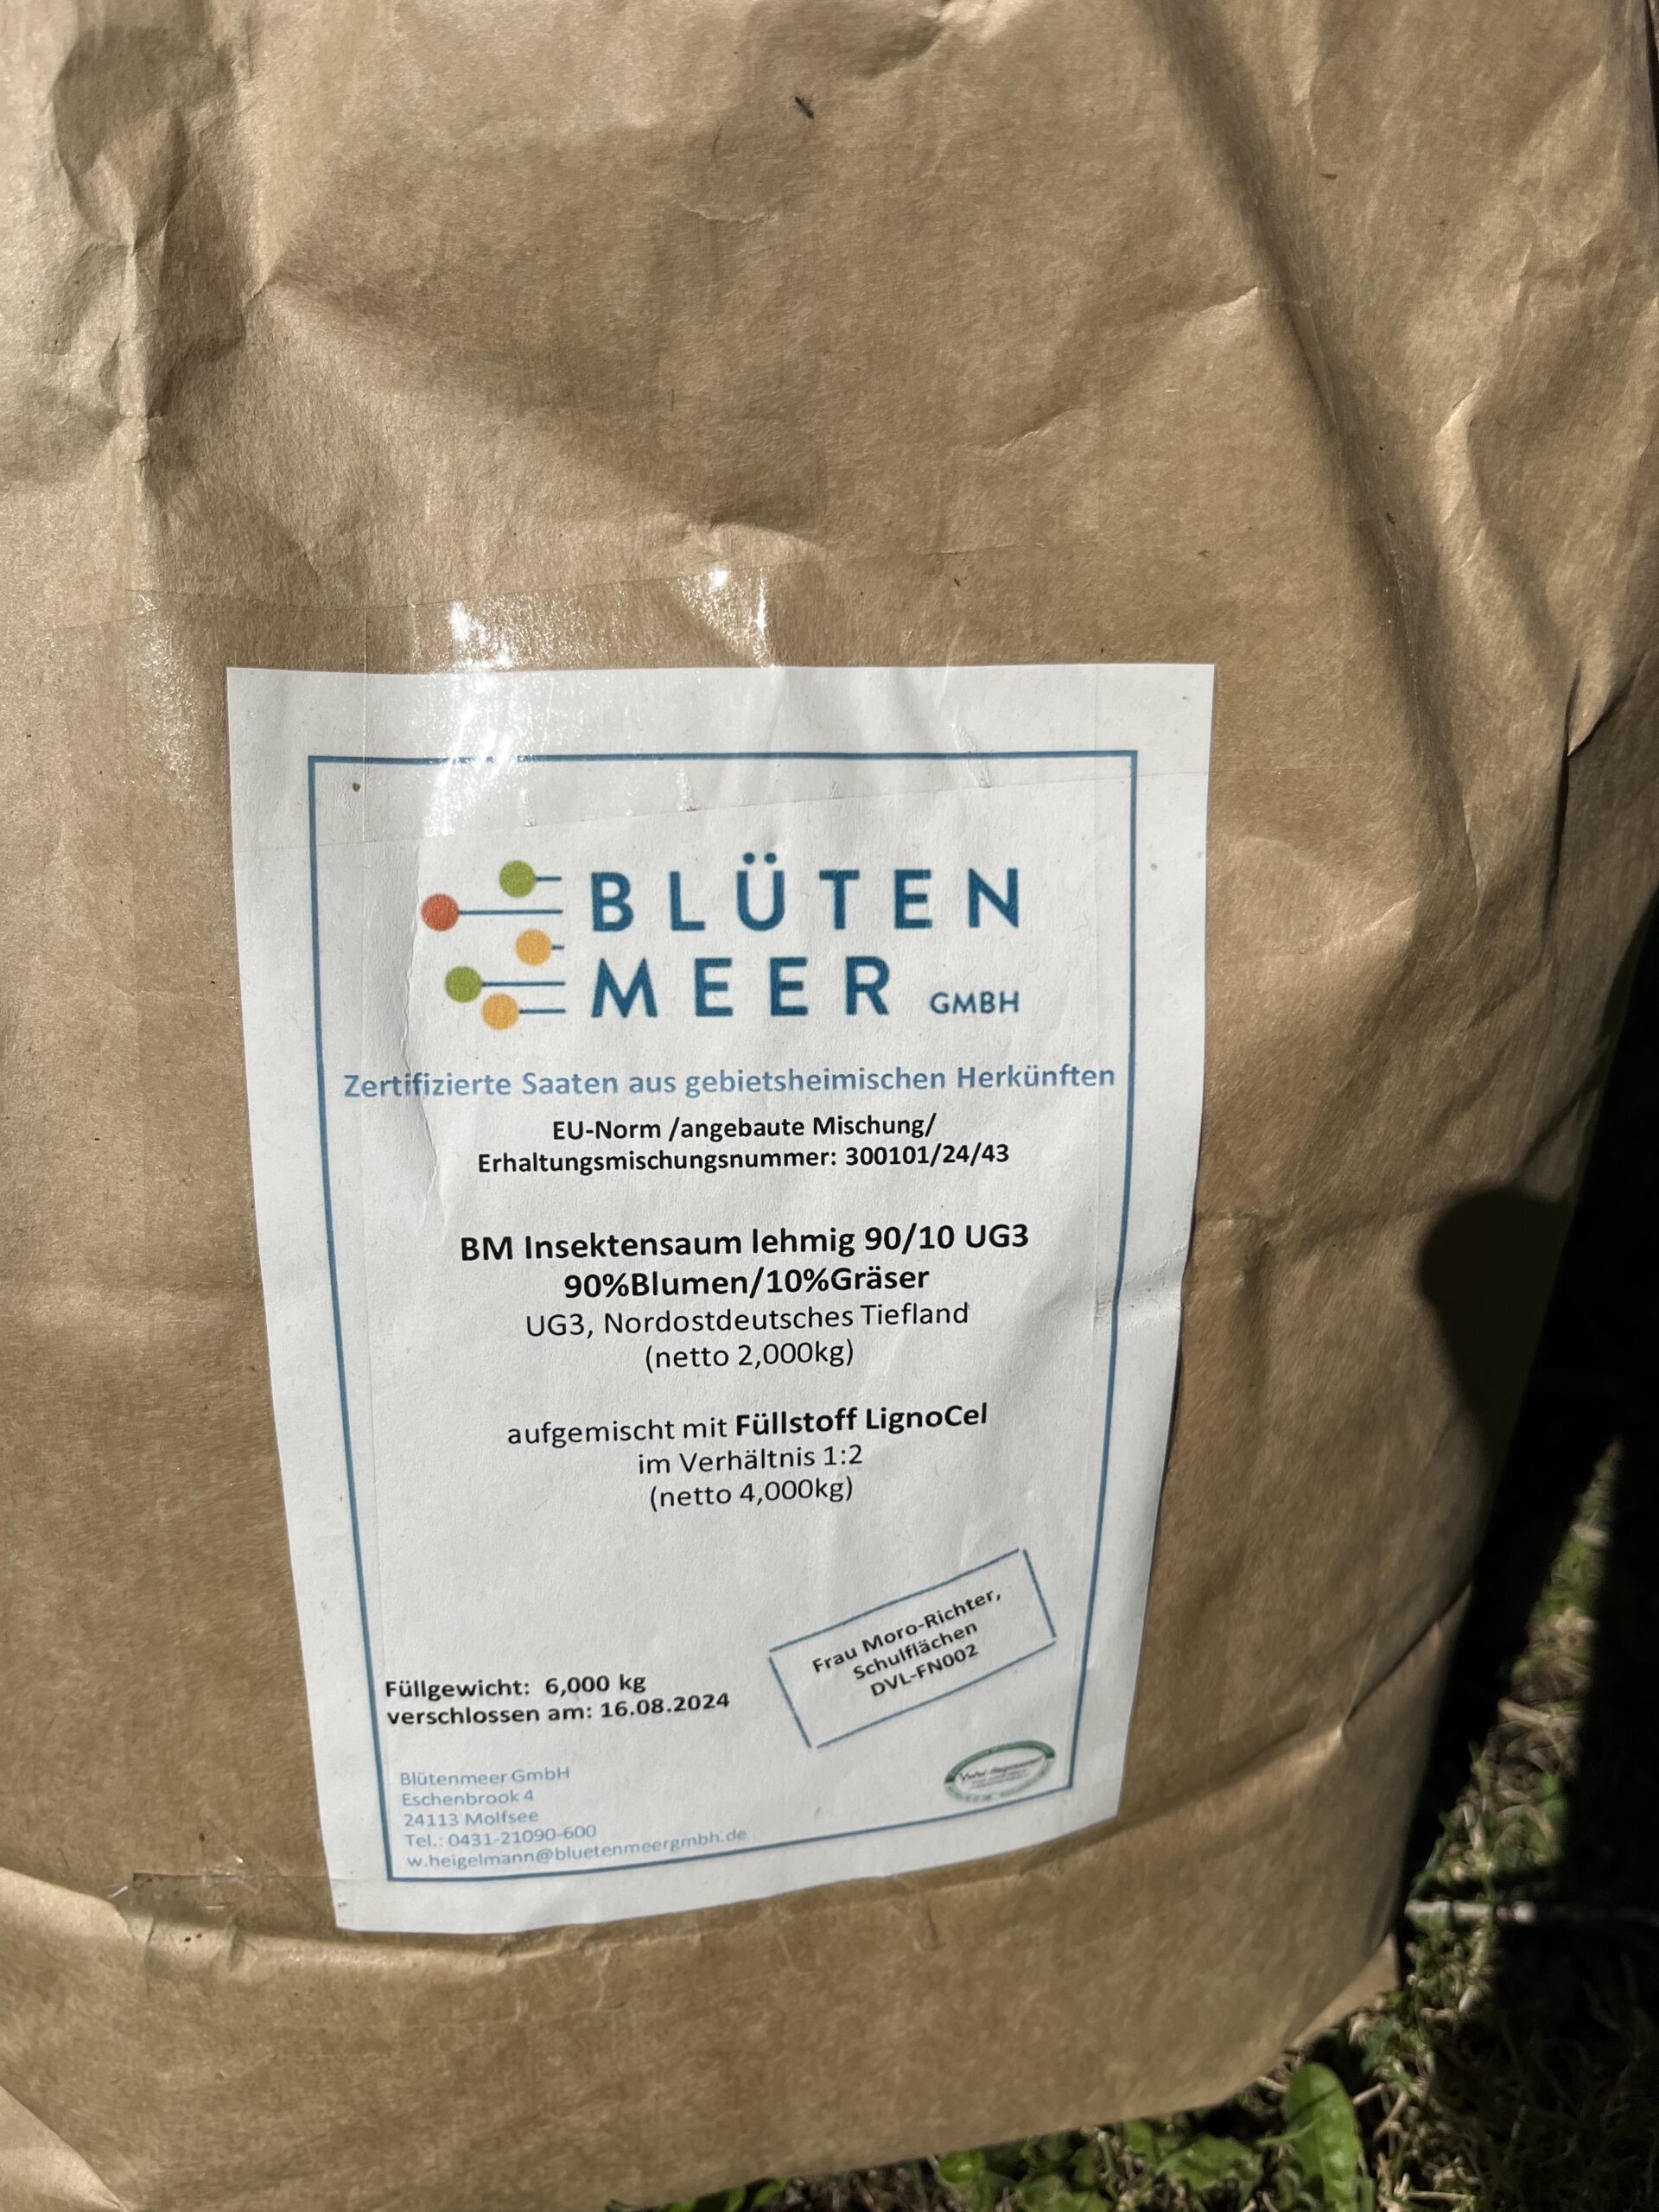 BLÜTEN
MEER GMBH
Zertifizierte Saaten aus gebietsheimischen Herkünften
EU-Norm /angebaute Mischung/
Erhaltungsmischungsnummer: 300101/24/43
BM Insektensaum lehmig 90/10 UG3
90%Blumen/10%Gräser
UG3, Nordostdeutsches Tiefland
(netto 2,000kg)
aufgemischt mit Füllstoff LignoCel
im Verhältnis 1:2
(netto 4,000kg)
Frau Moro-Richter,
Schulflächen
DVL-FN002
Füllgewicht: 6,000 kg
verschlossen am: 16.08.2024
Blütenmeer GmbH
Eschenbrook 4
24113 Molfsee
Tel.: 0431-21090-600
w.heigelmann@bluetenmeergmbh.de